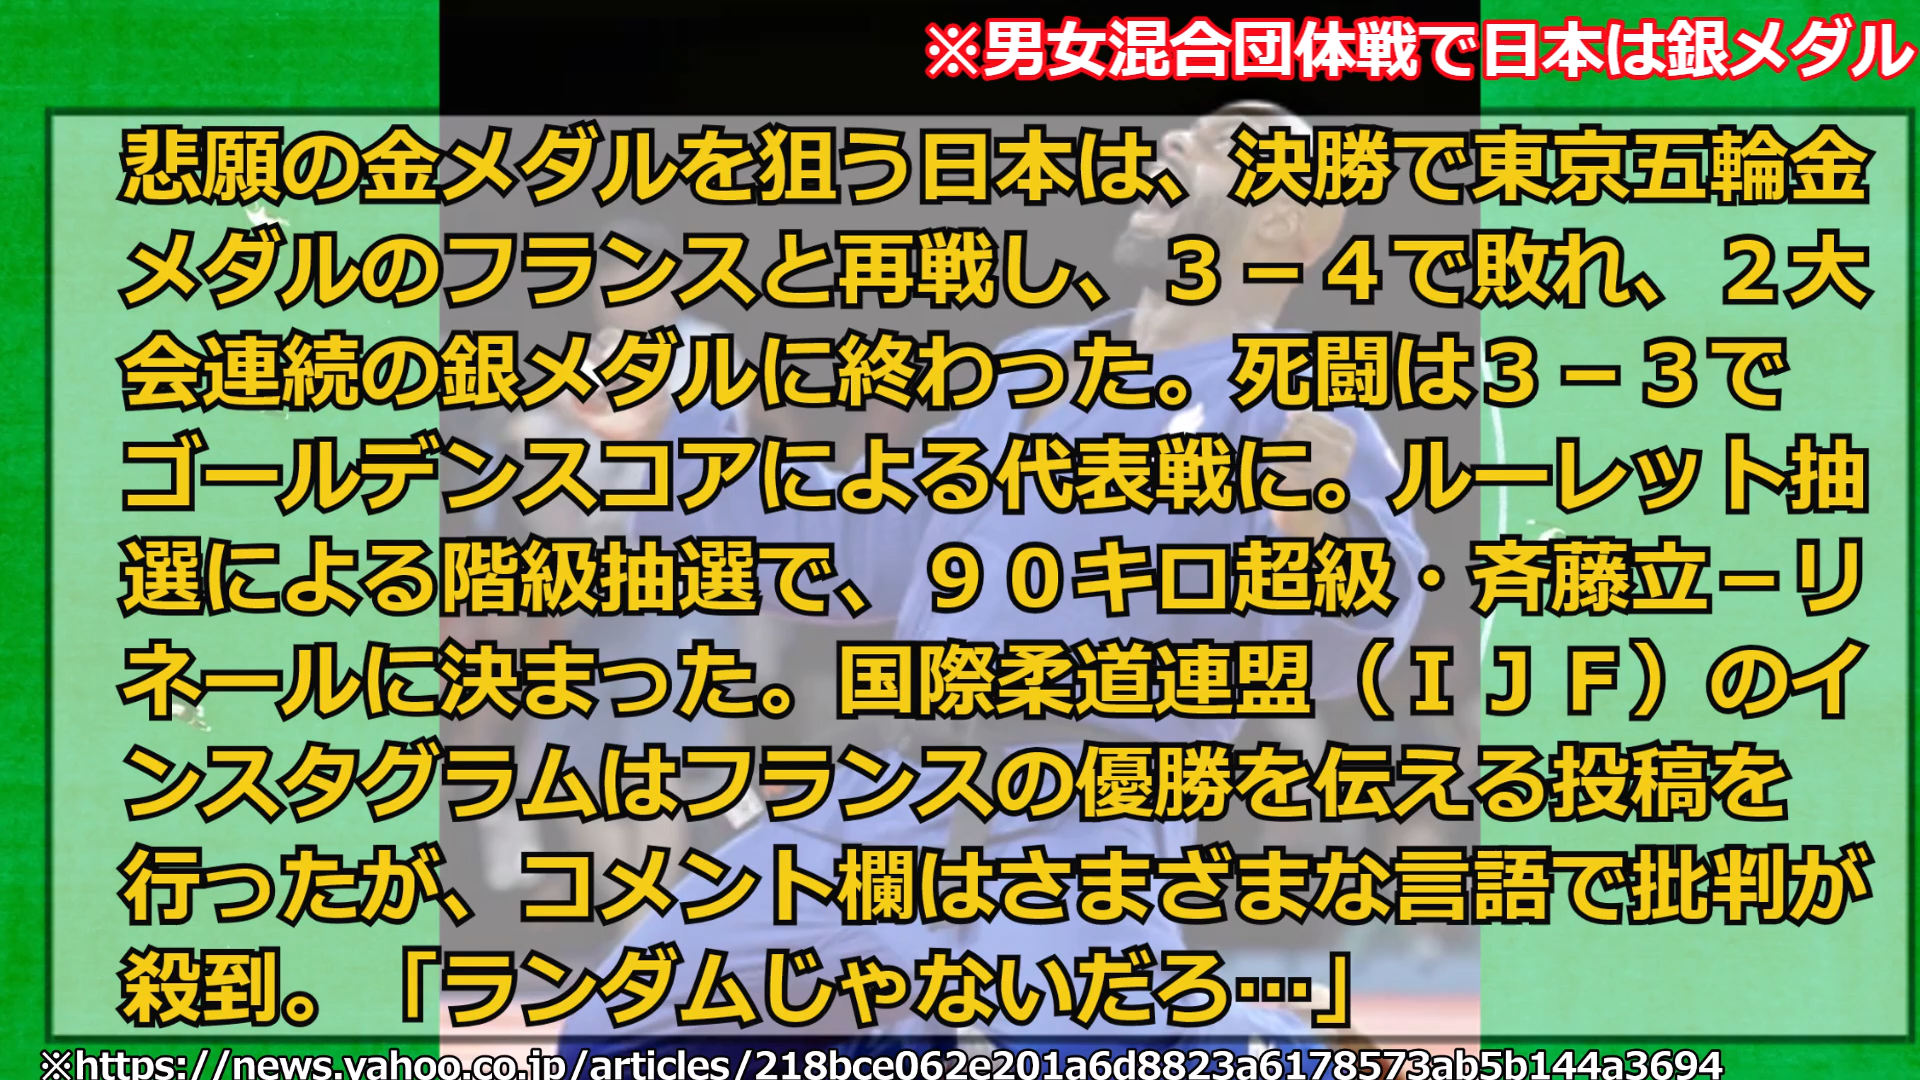 ※男女混合団体戦で日本は銀メダル
悲願の金メダルを狙う日本は、決勝で東京五輪金
メダルのフランスと再戦し、３－４で敗れ、２大
会連続の銀メダルに終わった。死闘は３－３で
ゴールデンスコアによる代表戦に。ルーレット抽
選による階級抽選で、９０キロ超級・斉藤立－リ
ネールに決まった。国際柔道連盟（ＩＪＦ）のイ
ンスタグラムはフランスの優勝を伝える投稿を
行ったが、コメント欄はさまざまな言語で批判が
殺到。「ランダムじゃないだろ…」
※https://news.yahoo.co.jp/articles/218bce062e201a6d8823a6178573ab5b144a3694